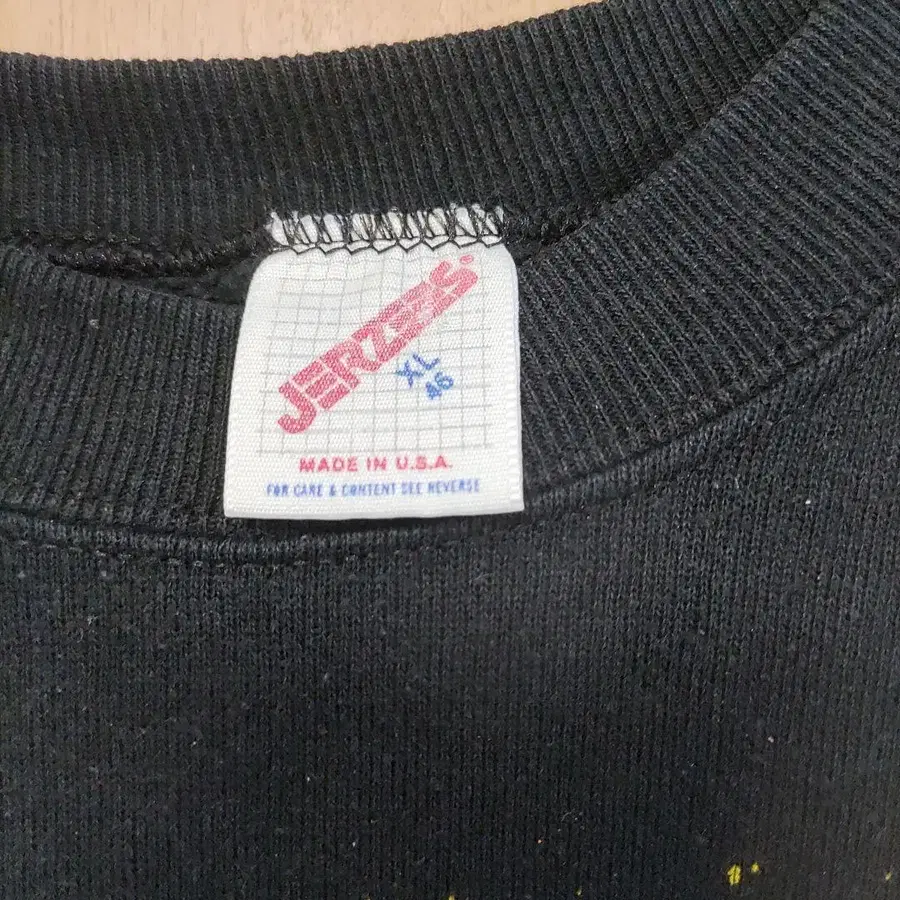 JERZEES
XL
46
MADE IN U.S.A.
FOR CARE & CONTENT SEE REVERSE